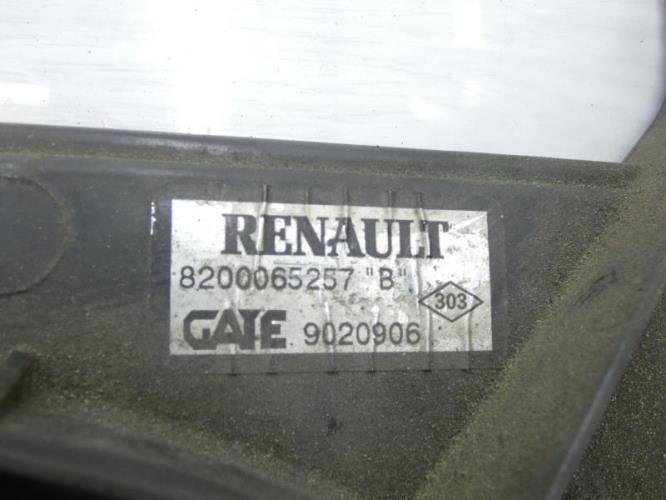 RENAULT
8200065257 "B"
303
GATE 9020906